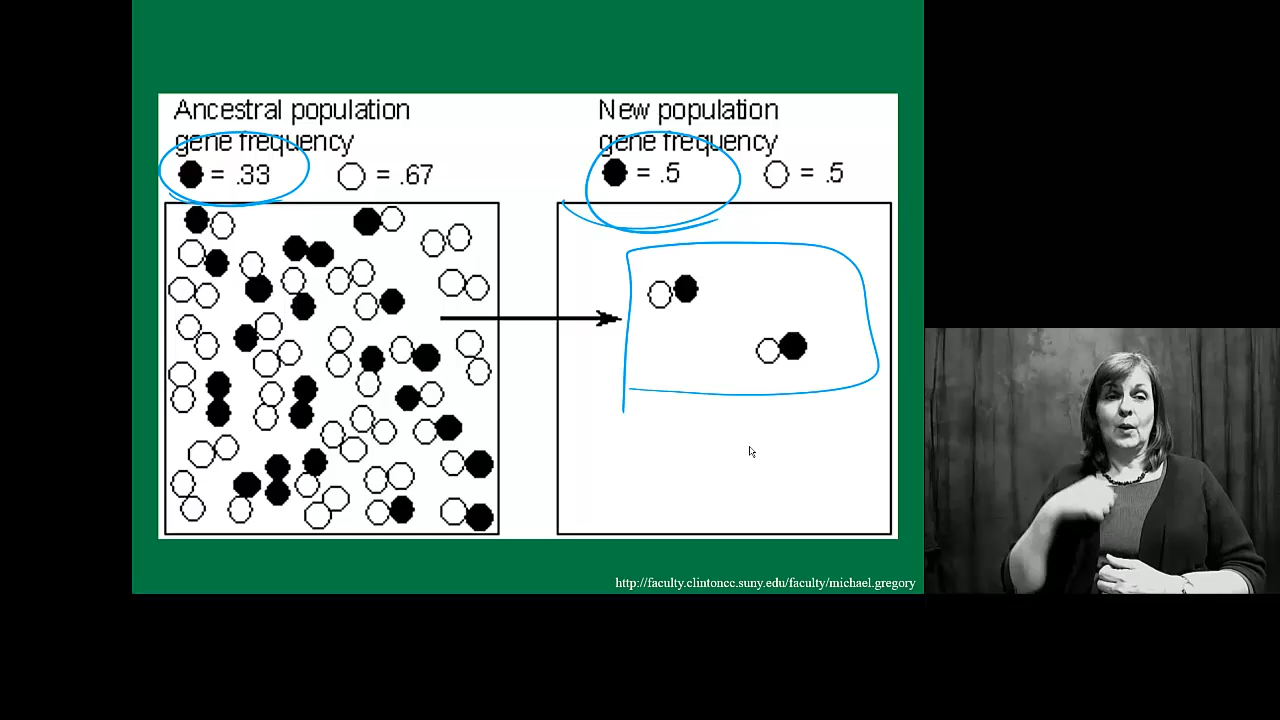 Ancestral population
gene frequency
= .33
= .67
New population
gene frequency
= .5
= .5
http://faculty.clintoncc.suny.edu/faculty/michael.gregory